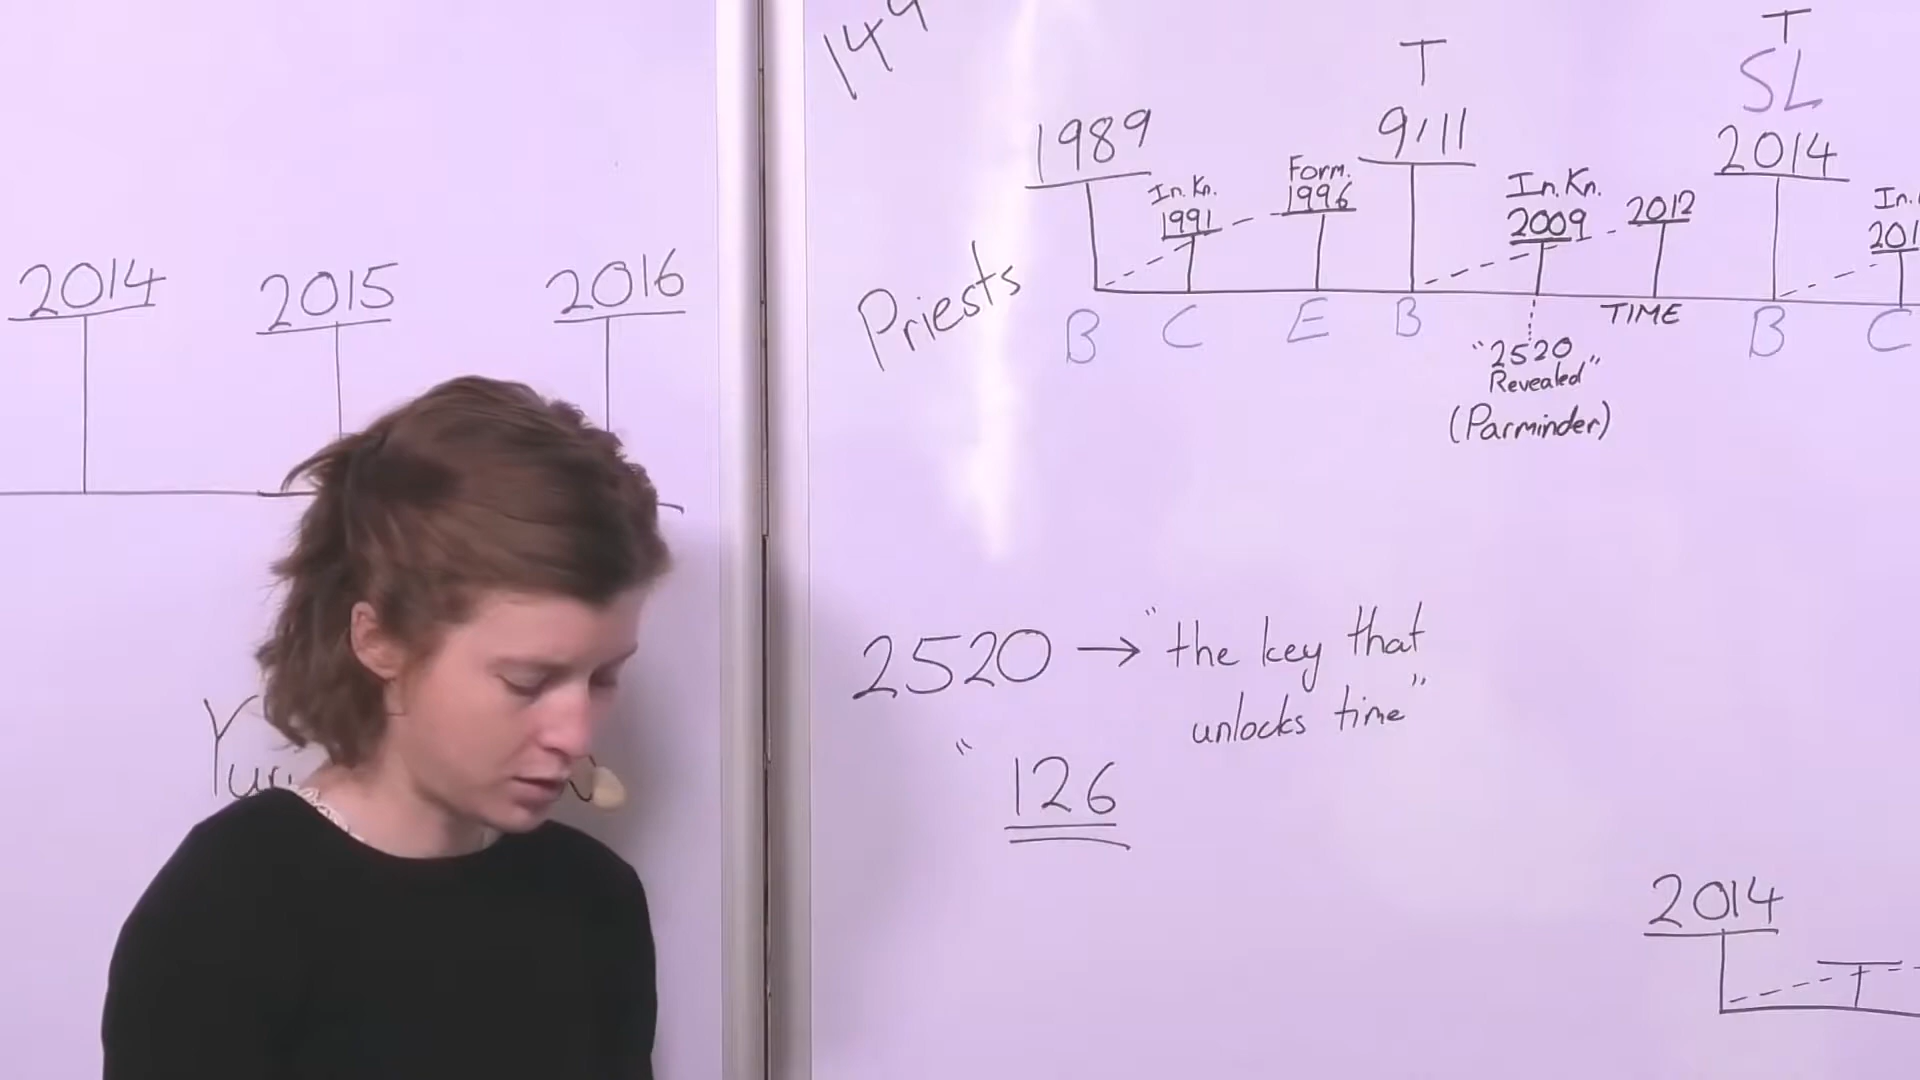 2014
2015
2016
144
Priests
1989
In. Kn.
1991
Form.
1996
T
9/11
In. Kn.
2009
2012
T
SL
2014
B
C
E
B
TIME
B
C
"2520"
Revealed
(Parminder)
2520 → "the key that
unlocks time"
"126
2014